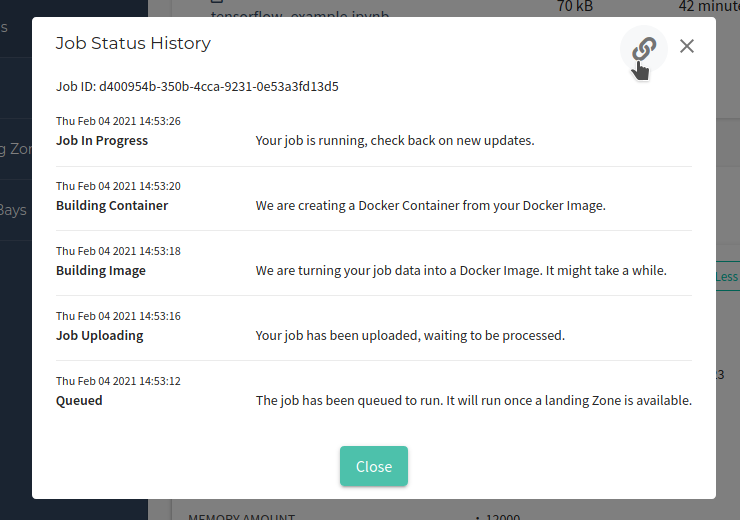 s
tensorflow_example.ipynb
70 kB
42 minut
Job Status History
Job ID: d400954b-350b-4cca-9231-0e53a3fd13d5
Thu Feb 04 2021 14:53:26
Job In Progress Your job is running, check back on new updates.
g Zor
Thu Feb 04 2021 14:53:20
Building Container We are creating a Docker Container from your Docker Image.
Bays
Thu Feb 04 2021 14:53:18
Building Image We are turning your job data into a Docker Image. It might take a while.
Less
Thu Feb 04 2021 14:53:16
Job Uploading Your job has been uploaded, waiting to be processed.
Thu Feb 04 2021 14:53:12
23
Queued The job has been queued to run. It will run once a landing Zone is available.
Close
MEMORY AMOUNT : 12000